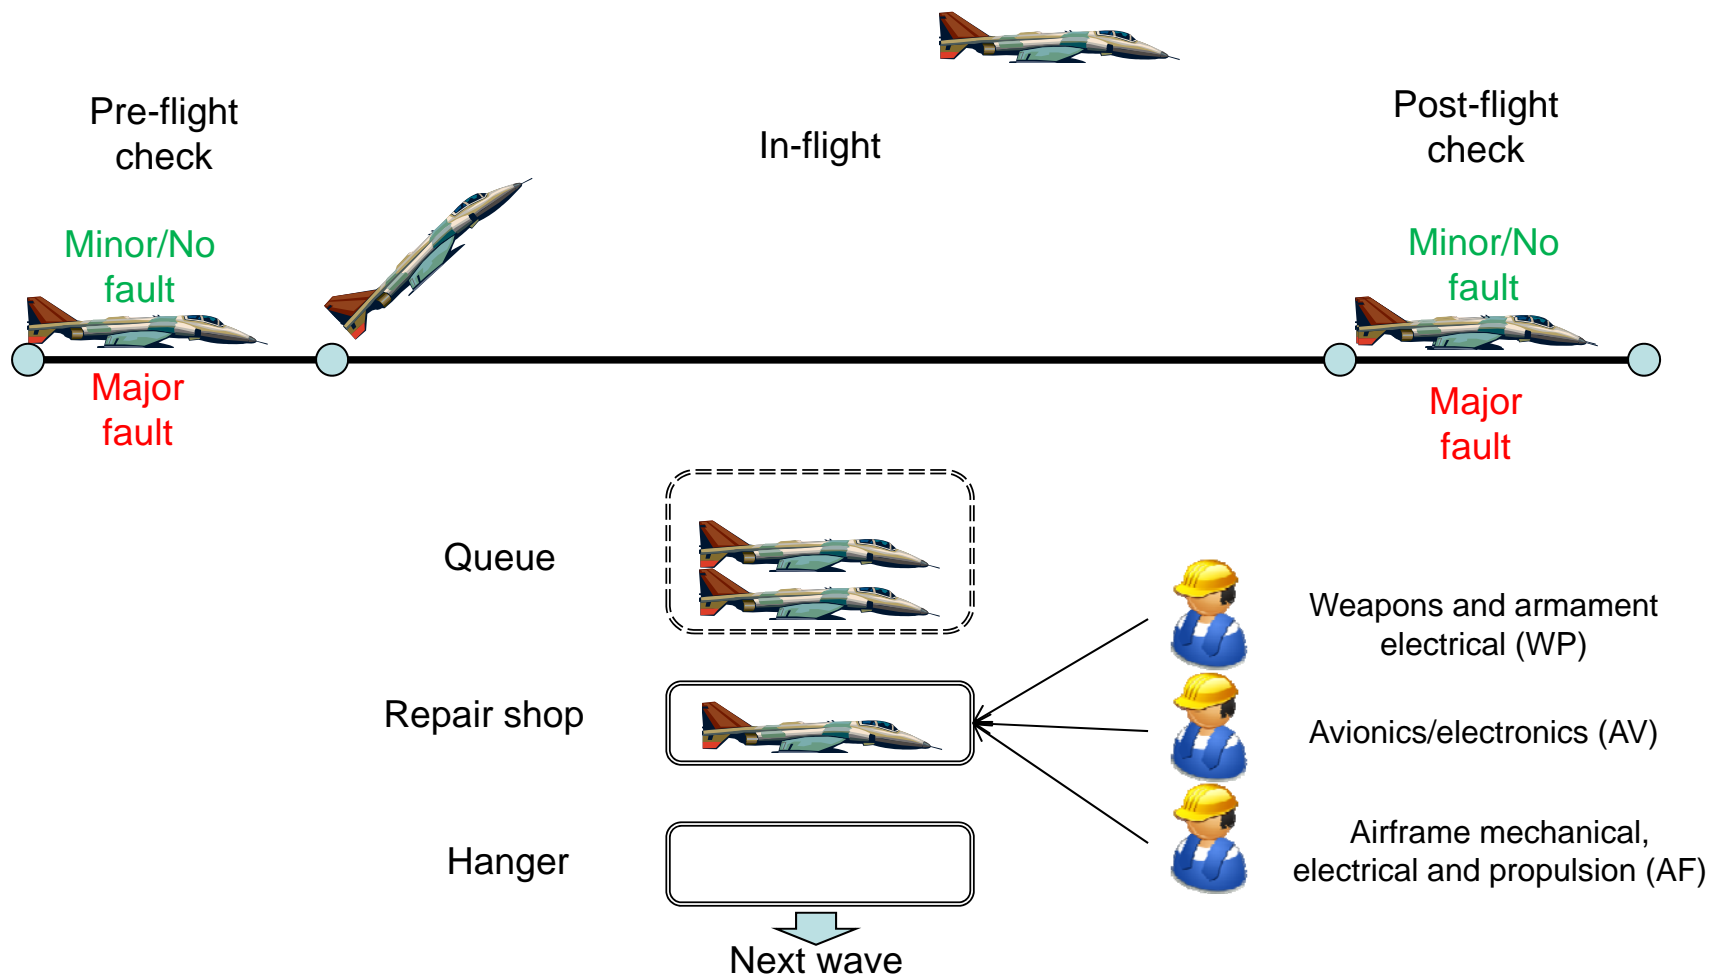 Pre-flight
check
In-flight
Post-flight
check
Minor/No
fault
Minor/No
fault
Major
fault
Major
fault
Queue
Weapons and armament
electrical (WP)
Repair shop
Avionics/electronics (AV)
Hanger
Airframe mechanical,
electrical and propulsion (AF)
Next wave